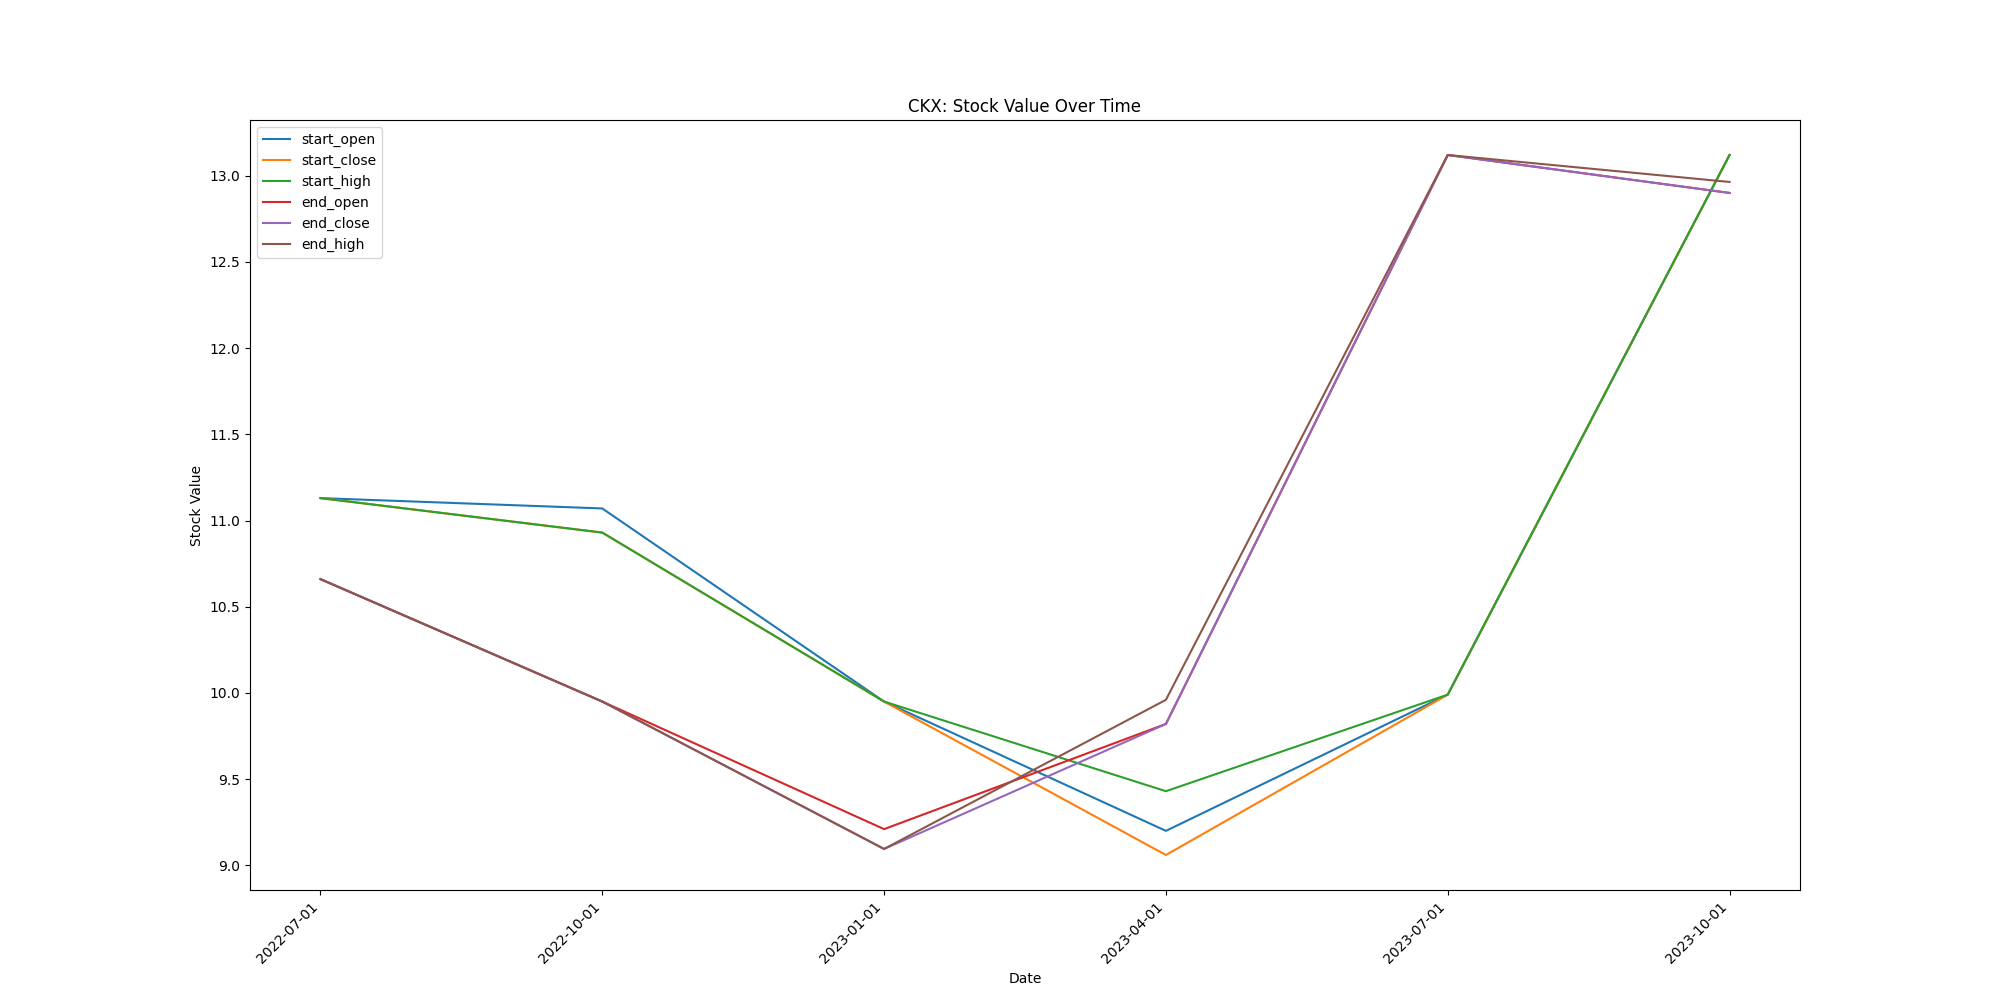 CKX: Stock Value Over Time
start_open
start_close
start_high
end_open
end_close
end_high
Stock Value
13.0
12.5
12.0
11.5
11.0
10.5
10.0
9.5
9.0
2022-07-01
2022-10-01
2023-01-01
2023-04-01
2023-07-01
2023-10-01
Date